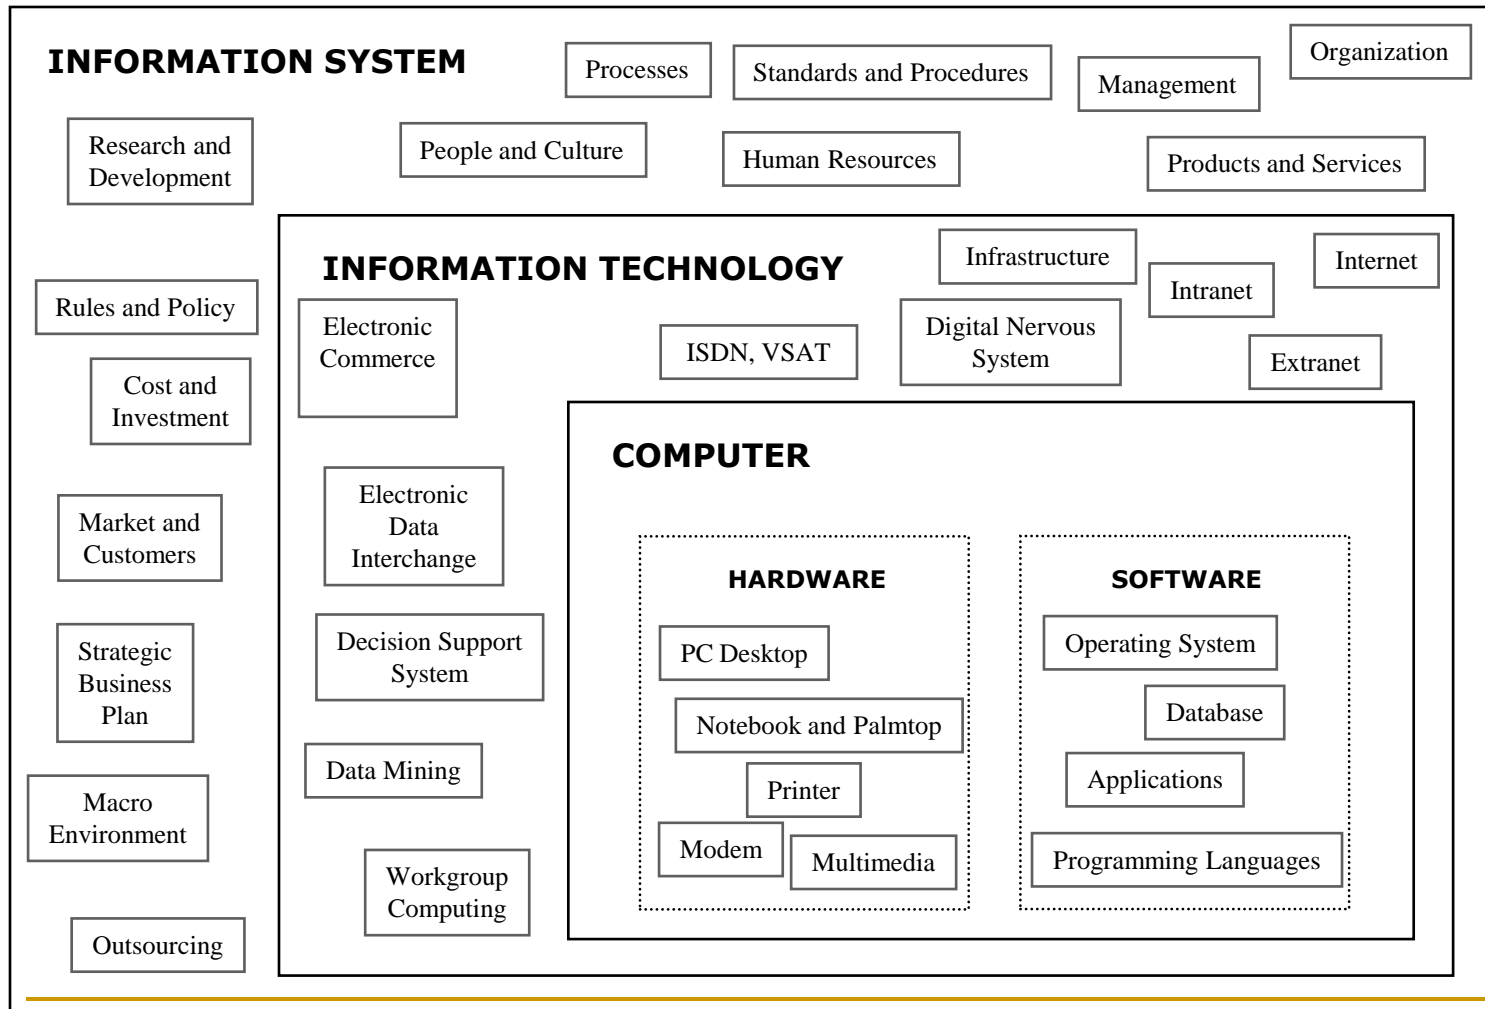 INFORMATION SYSTEM
Processes
Standards and Procedures
Management
Organization
Research and
Development
People and Culture
Human Resources
Products and Services
Rules and Policy
Cost and
Investment
Market and
Customers
Strategic
Business
Plan
Macro
Environment
Outsourcing
INFORMATION TECHNOLOGY
Infrastructure
Internet
Intranet
Electronic
Commerce
ISDN, VSAT
Digital Nervous
System
Extranet
Electronic
Data
Interchange
Decision Support
System
Data Mining
Workgroup
Computing
COMPUTER
HARDWARE
PC Desktop
Notebook and Palmtop
Printer
Modem
Multimedia
SOFTWARE
Operating System
Database
Applications
Programming Languages